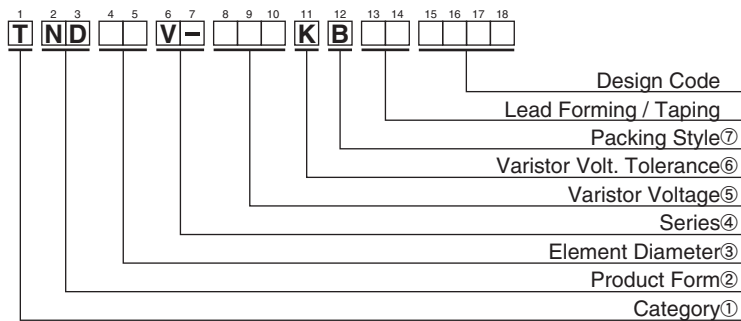 1 2 3 4 5 6 7 8 9 10 11 12 13 14 15 16 17 18
T ND V- K B
Design Code
Lead Forming / Taping
Packing Style⑦
Varistor Volt. Tolerance⑥
Varistor Voltage⑤
Series④
Element Diameter③
Product Form②
Category①